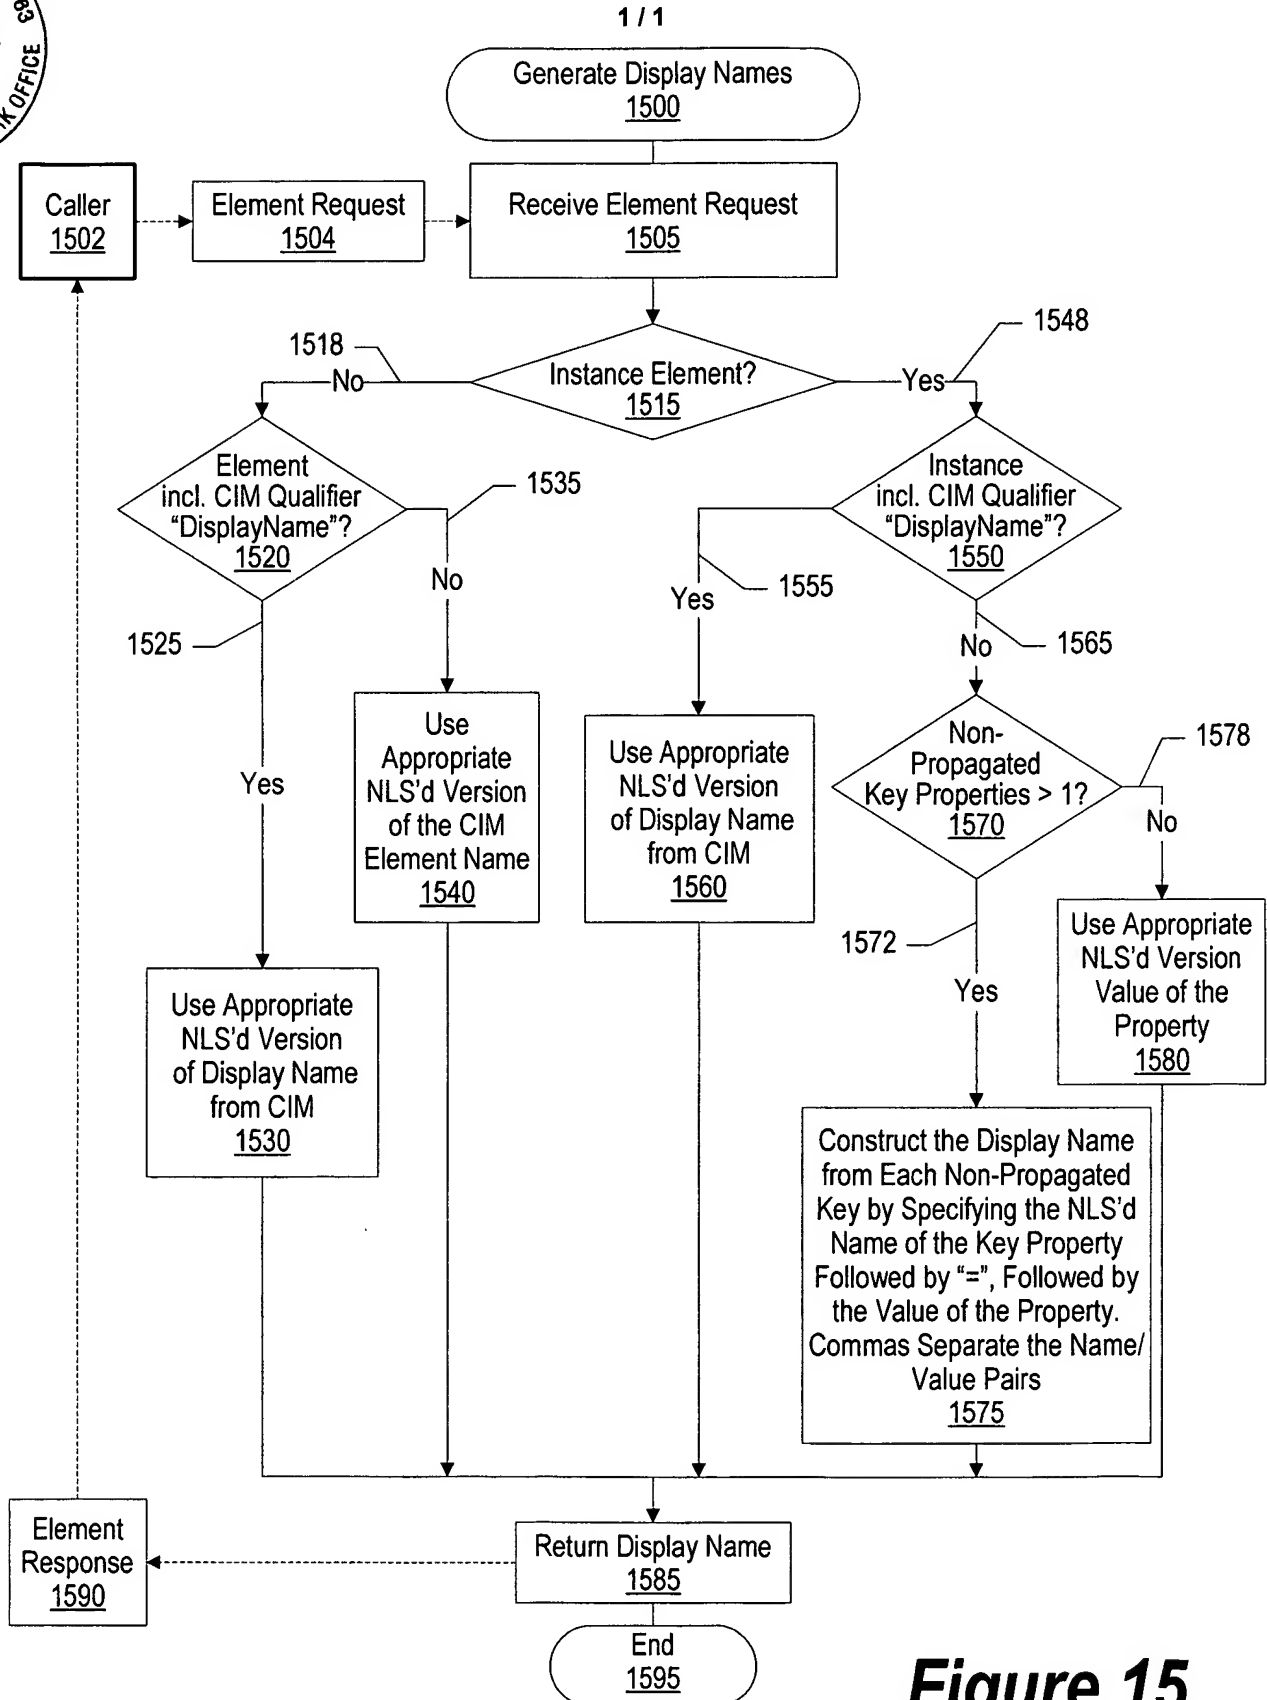 63
K OFFICE
1 / 1
Generate Display Names
1500
Caller
1502
Element Request
1504
Receive Element Request
1505
1518
1548
No
Instance Element?
1515
Yes
Element
incl. CIM Qualifier
“DisplayName”?
1520
1535
Instance
incl. CIM Qualifier
“DisplayName”?
1550
No
1555
Yes
1525
No
1565
Use
Appropriate
NLS’d Version
of the CIM
Element Name
1540
Use Appropriate
NLS’d Version
of Display Name
from CIM
1560
Non-
Propagated
Key Properties > 1?
1570
1578
No
Yes
1572
Yes
Use Appropriate
NLS’d Version
Value of the
Property
1580
Use Appropriate
NLS’d Version
of Display Name
from CIM
1530
Construct the Display Name
from Each Non-Propagated
Key by Specifying the NLS’d
Name of the Key Property
Followed by “=”, Followed by
the Value of the Property.
Commas Separate the Name/
Value Pairs
1575
Element
Response
1590
Return Display Name
1585
End
1595
Figure 15